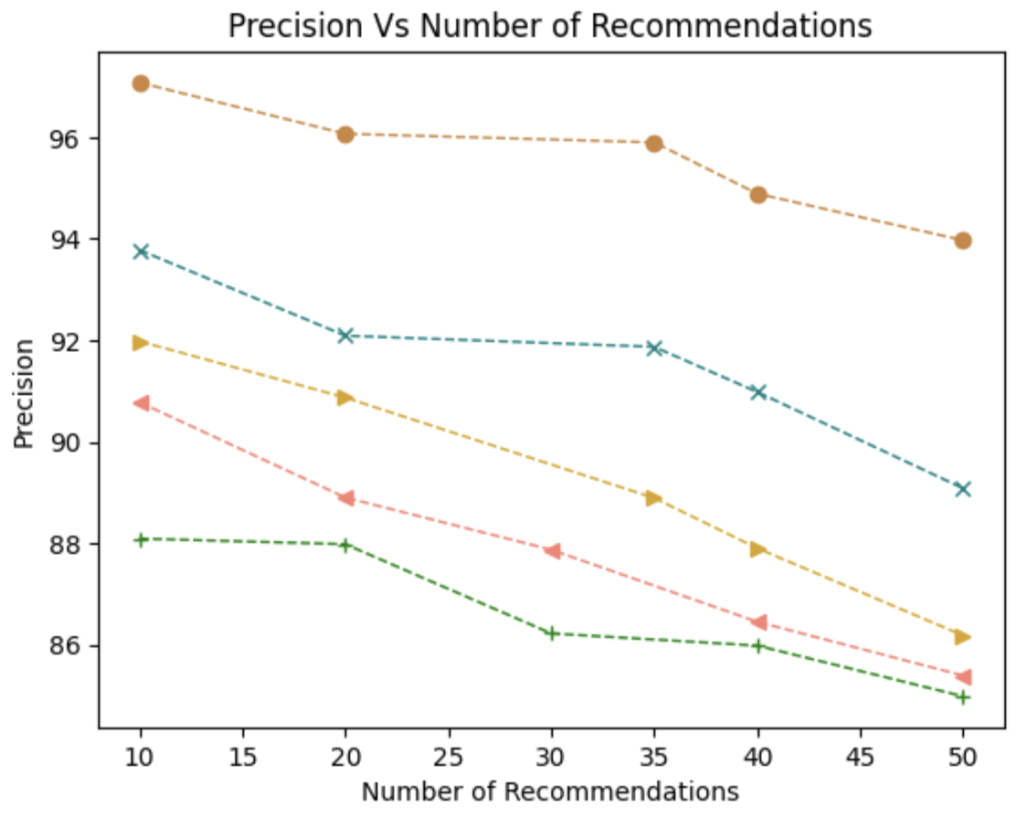 Precision Vs Number of Recommendations
96
94
92
90
88
86
Precision
10 15 20 25 30 35 40 45 50
Number of Recommendations